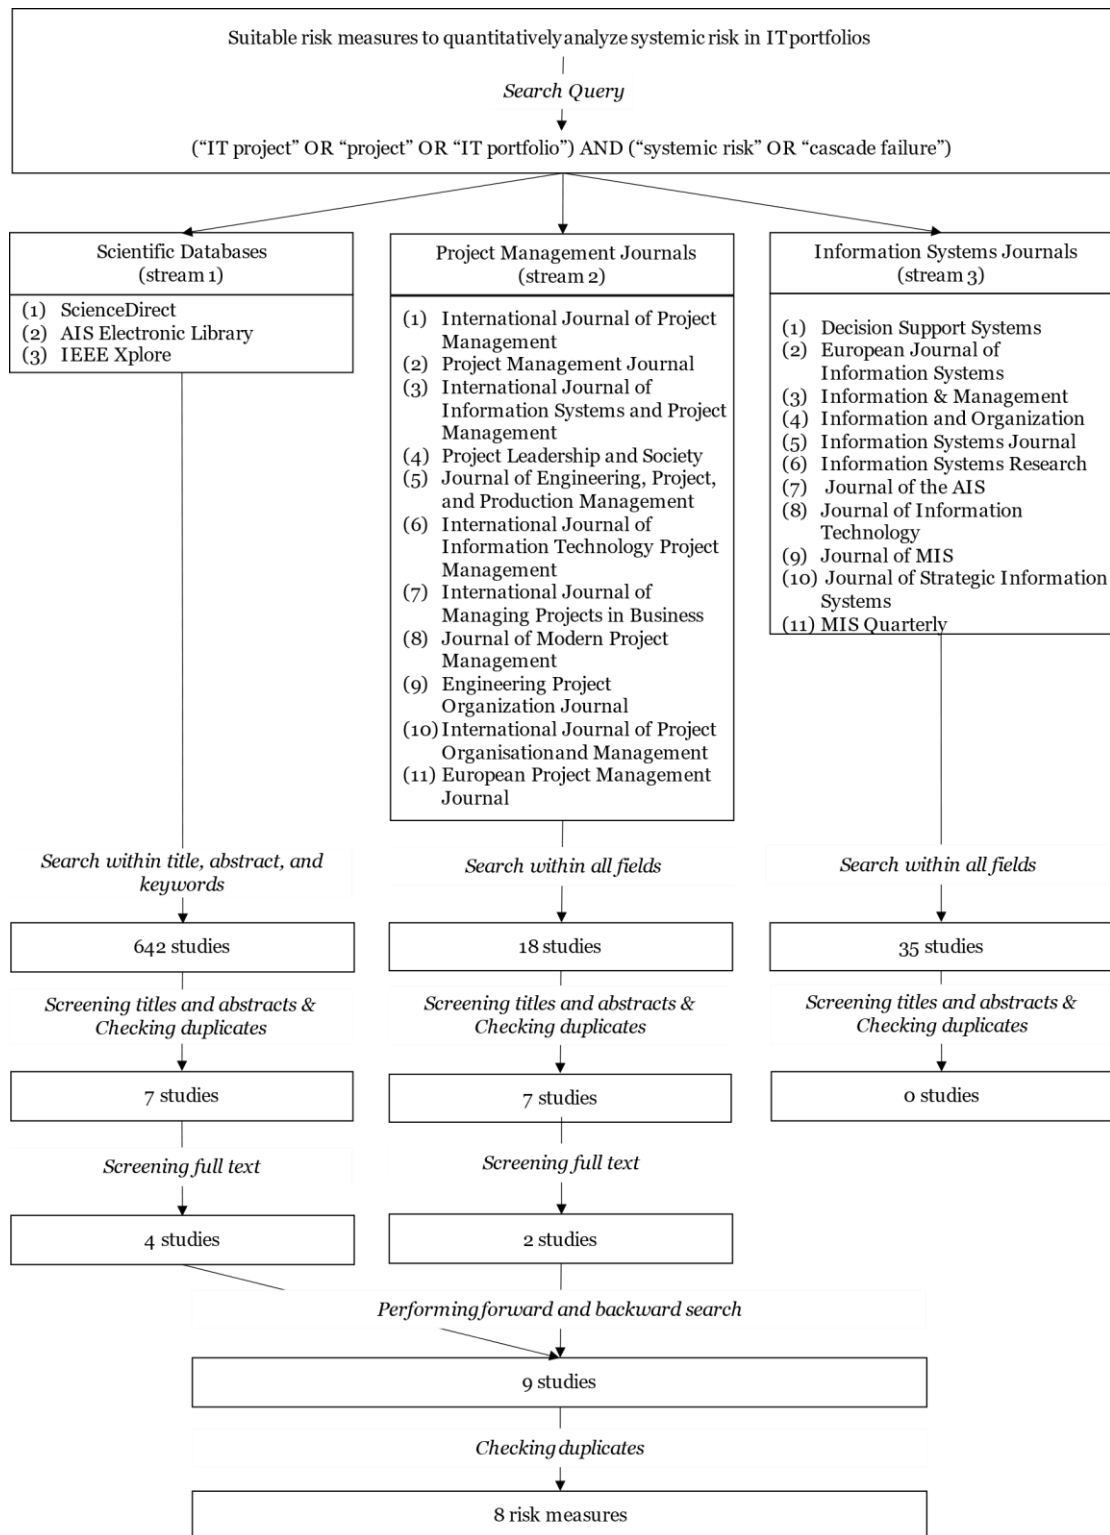 Suitable risk measures to quantitatively analyze systemic risk in IT portfolios
Search Query
(“IT project” OR “project” OR “IT portfolio”) AND (“systemic risk” OR “cascade failure”)
Scientific Databases
(stream 1)
(1) ScienceDirect
(2) AIS Electronic Library
(3) IEEE Xplore
Project Management Journals
(stream 2)
(1) International Journal of Project
Management
(2) Project Management Journal
(3) International Journal of
Information Systems and Project
Management
(4) Project Leadership and Society
(5) Journal of Engineering, Project,
and Production Management
(6) International Journal of
Information Technology Project
Management
(7) International Journal of
Managing Projects in Business
(8) Journal of Modern Project
Management
(9) Engineering Project
Organization Journal
(10) International Journal of Project
Organisationand Management
(11) European Project Management
Journal
Information Systems Journals
(stream 3)
(1) Decision Support Systems
(2) European Journal of
Information Systems
(3) Information & Management
(4) Information and Organization
(5) Information Systems Journal
(6) Information Systems Research
(7) Journal of the AIS
(8) Journal of Information
Technology
(9) Journal of MIS
(10) Journal of Strategic Information
Systems
(11) MIS Quarterly
Search within title, abstract, and
keywords
Search within all fields
Search within all fields
642 studies
18 studies
35 studies
Screening titles and abstracts &
Checking duplicates
Screening titles and abstracts &
Checking duplicates
Screening titles and abstracts &
Checking duplicates
7 studies
7 studies
0 studies
Screening full text
Screening full text
4 studies
2 studies
Performing forward and backward search
9 studies
Checking duplicates
8 risk measures